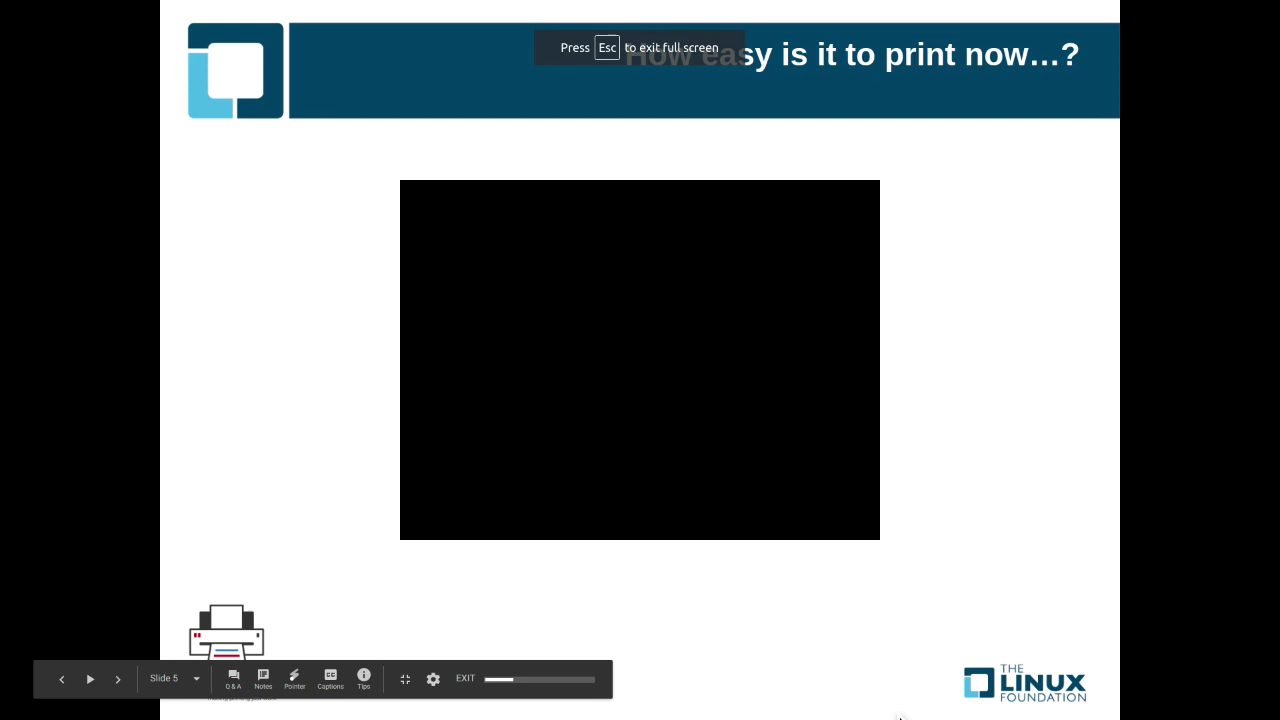 How easy is it to print now...?
Press Esc to exit full screen
Slide 5
Q & A
Notes
Pointer
CC
Captions
Tips
EXIT
THE
LINUX
FOUNDATION